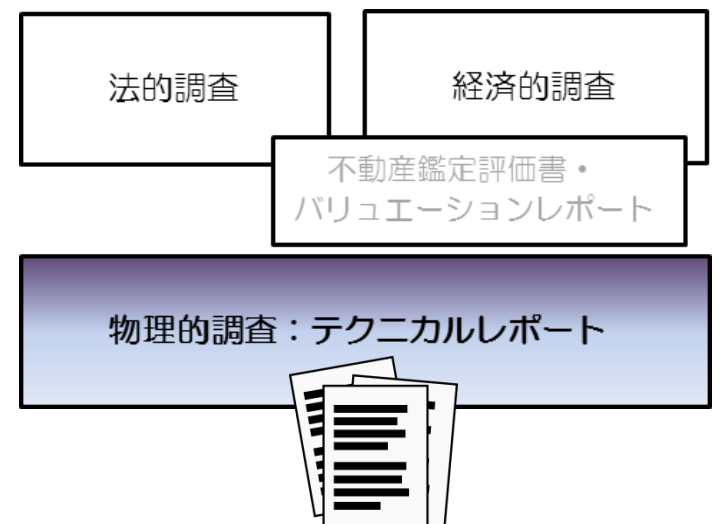 法的調査
経済的調査
不動産鑑定評価書・
バリュエーションレポート
物理的調査：テクニカルレポート